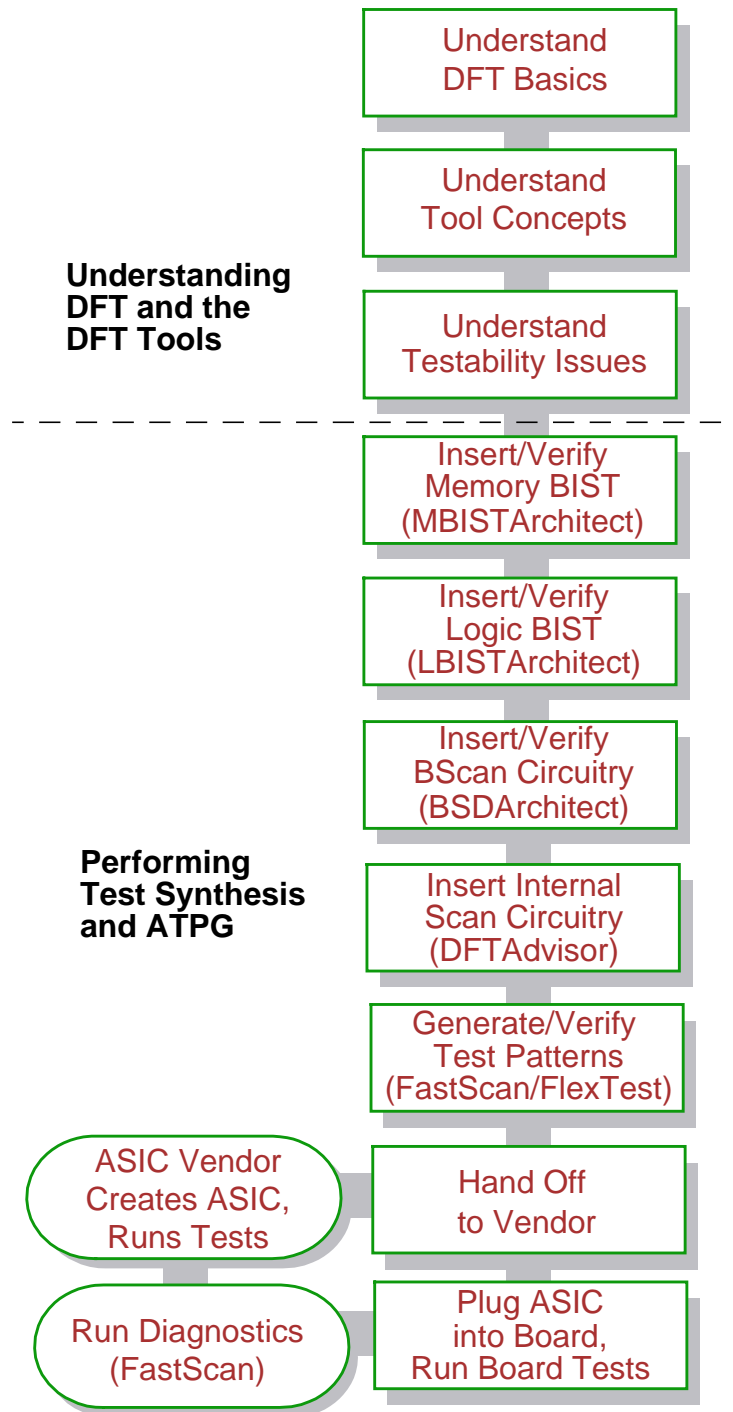 Understand
DFT Basics
Understand
Tool Concepts
Understanding
DFT and the
DFT Tools
Understand
Testability Issues
Insert/Verify
Memory BIST
(MBISTArchitect)
Insert/Verify
Logic BIST
(LBISTArchitect)
Insert/Verify
BScan Circuitry
(BSDArchitect)
Performing
Test Synthesis
and ATPG
Insert Internal
Scan Circuitry
(DFTAdvisor)
Generate/Verify
Test Patterns
(FastScan/FlexTest)
ASIC Vendor
Creates ASIC,
Runs Tests
Hand Off
to Vendor
Run Diagnostics
(FastScan)
Plug ASIC
into Board,
Run Board Tests